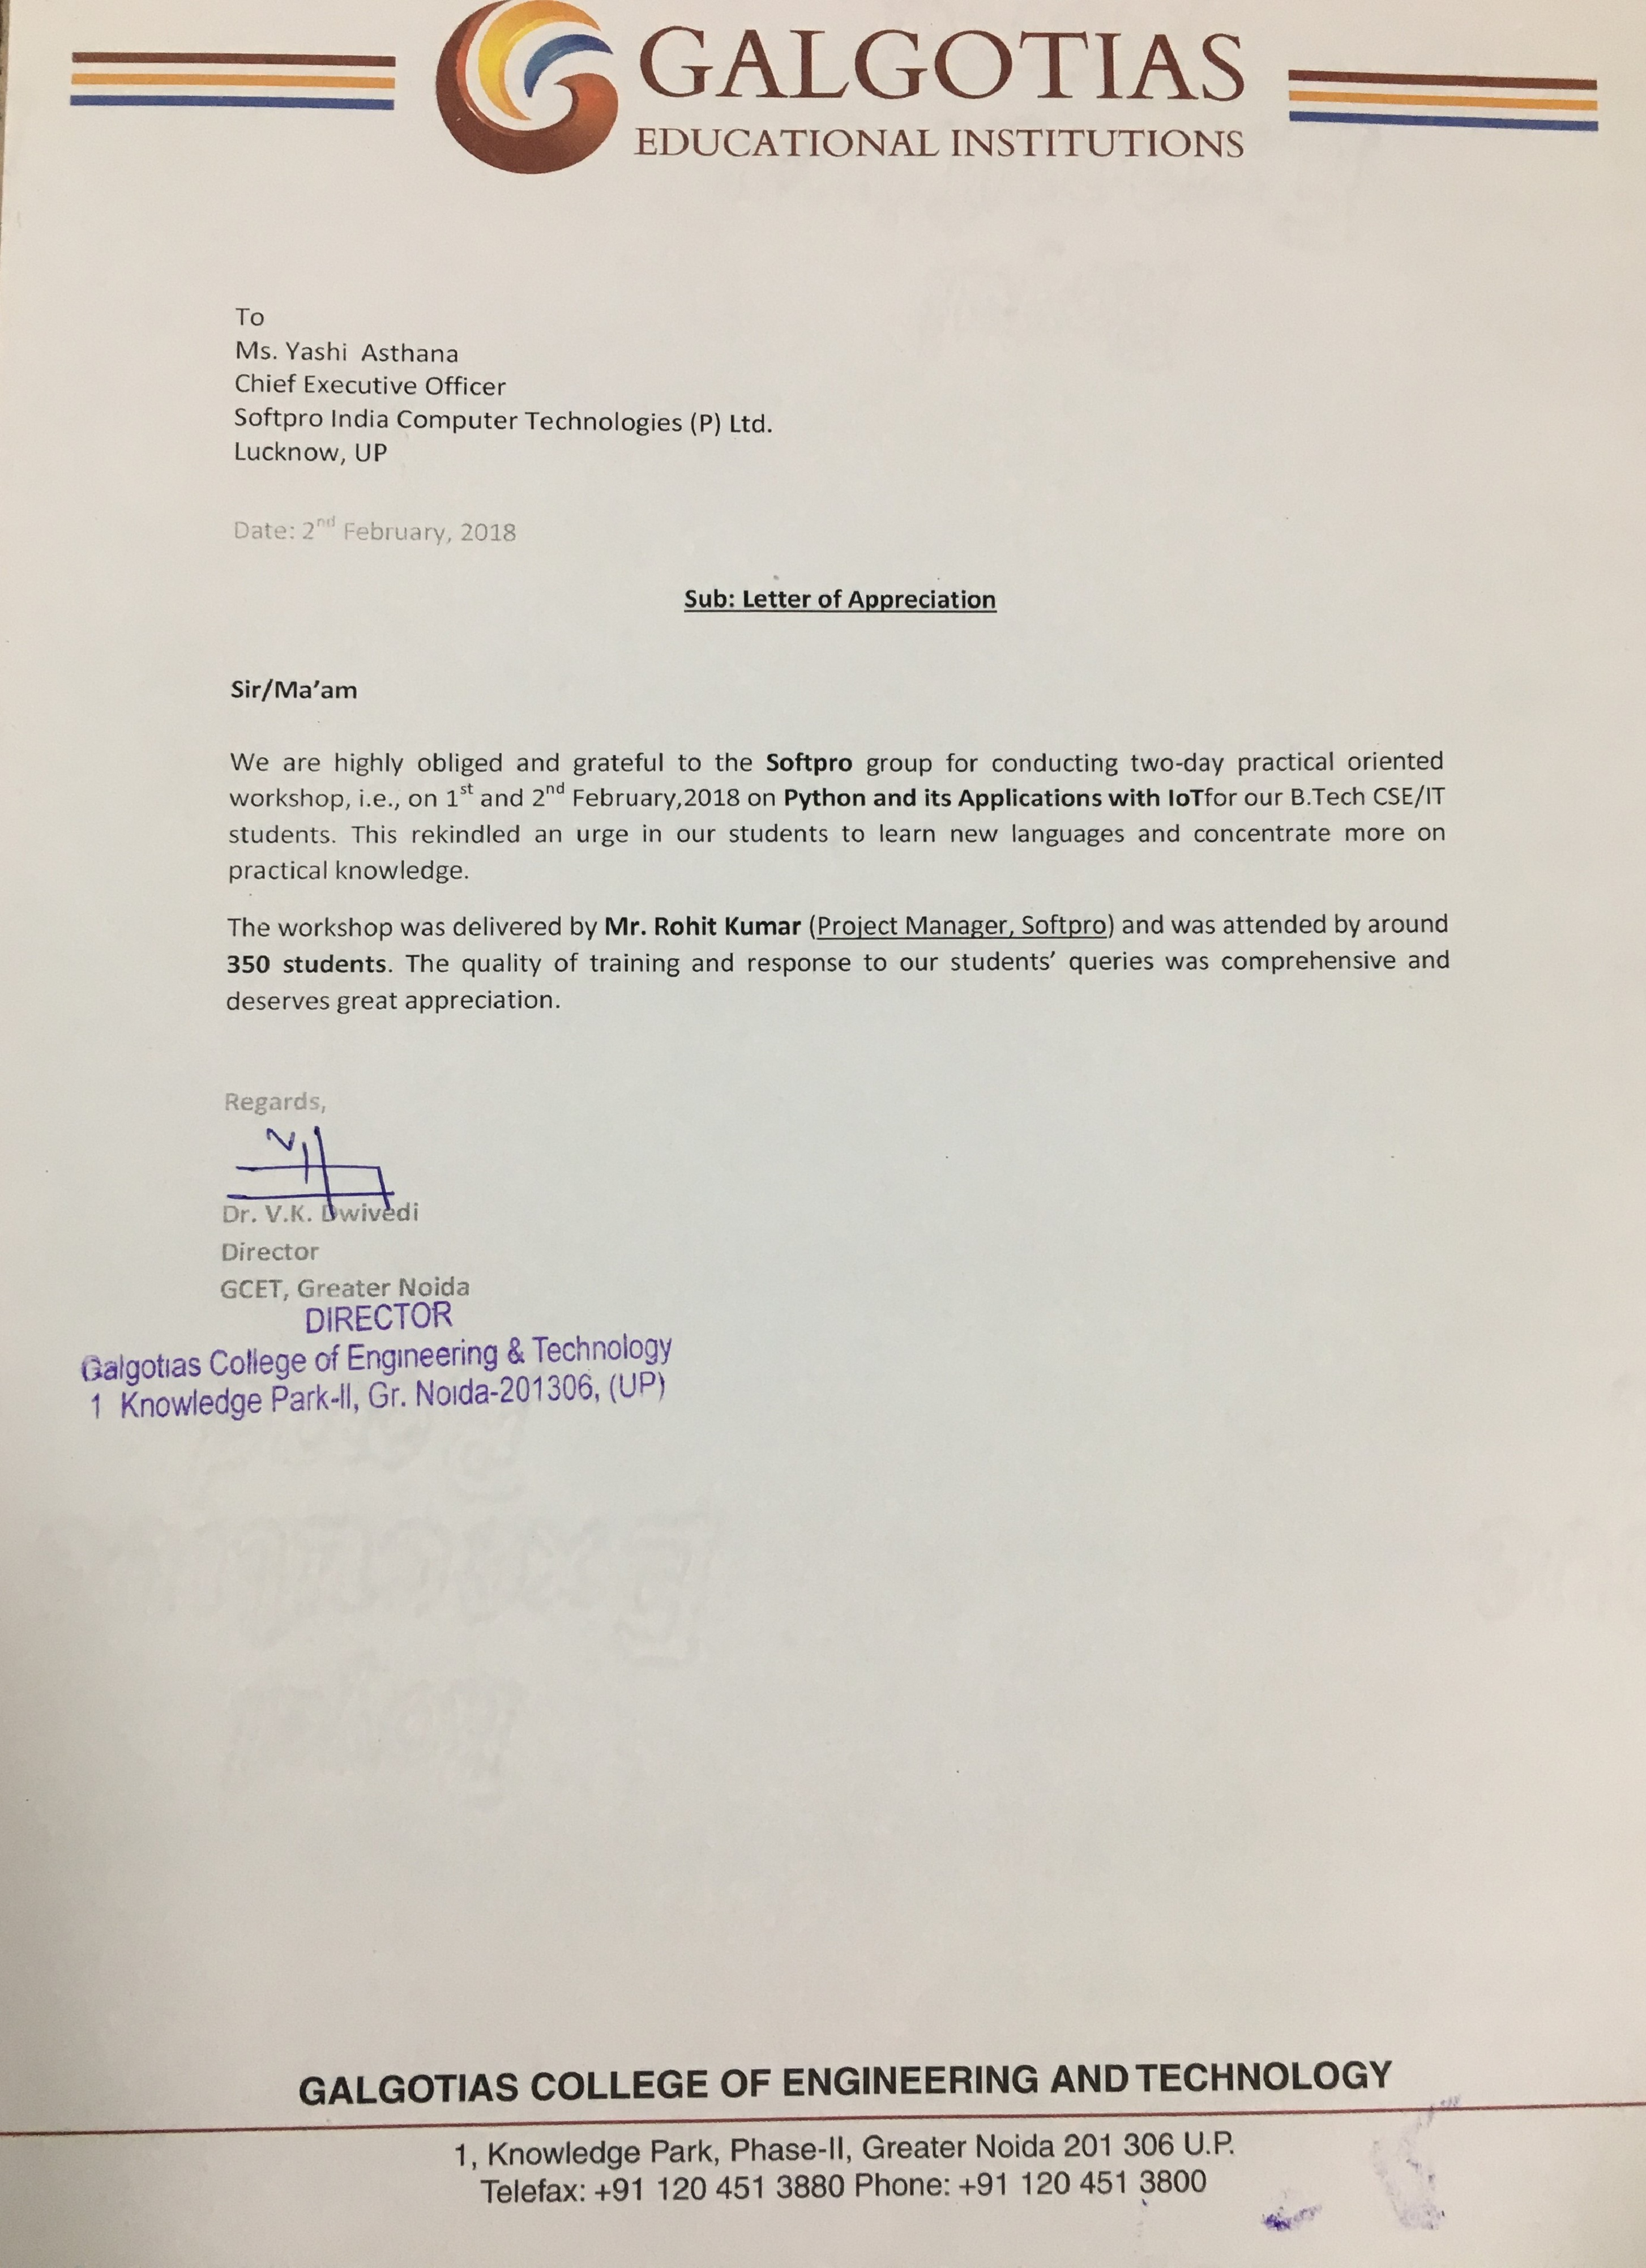 GALGOTIAS
EDUCATIONAL INSTITUTIONS
To
Ms. Yashi Asthana
Chief Executive Officer
Softpro India Computer Technologies (P) Ltd.
Lucknow, UP
Date: 2nd February, 2018
Sub: Letter of Appreciation
Sir/Ma'am
We are highly obliged and grateful to the Softpro group for conducting two-day practical oriented
workshop, i.e., on 1st and 2nd February,2018 on Python and its Applications with IoTfor our B.Tech CSE/IT
students. This rekindled an urge in our students to learn new languages and concentrate more on
practical knowledge.
The workshop was delivered by Mr. Rohit Kumar (Project Manager, Softpro) and was attended by around
350 students. The quality of training and response to our students' queries was comprehensive and
deserves great appreciation.
Regards,
Dr. V.K. Dwivedi
Director
GCET, Greater Noida
DIRECTOR
Galgotias College of Engineering & Technology
1 Knowledge Park-II, Gr. Noida-201306, (UP)
GALGOTIAS COLLEGE OF ENGINEERING AND TECHNOLOGY
1, Knowledge Park, Phase-II, Greater Noida 201 306 U.P.
Telefax: +91 120 451 3880 Phone: +91 120 451 3800